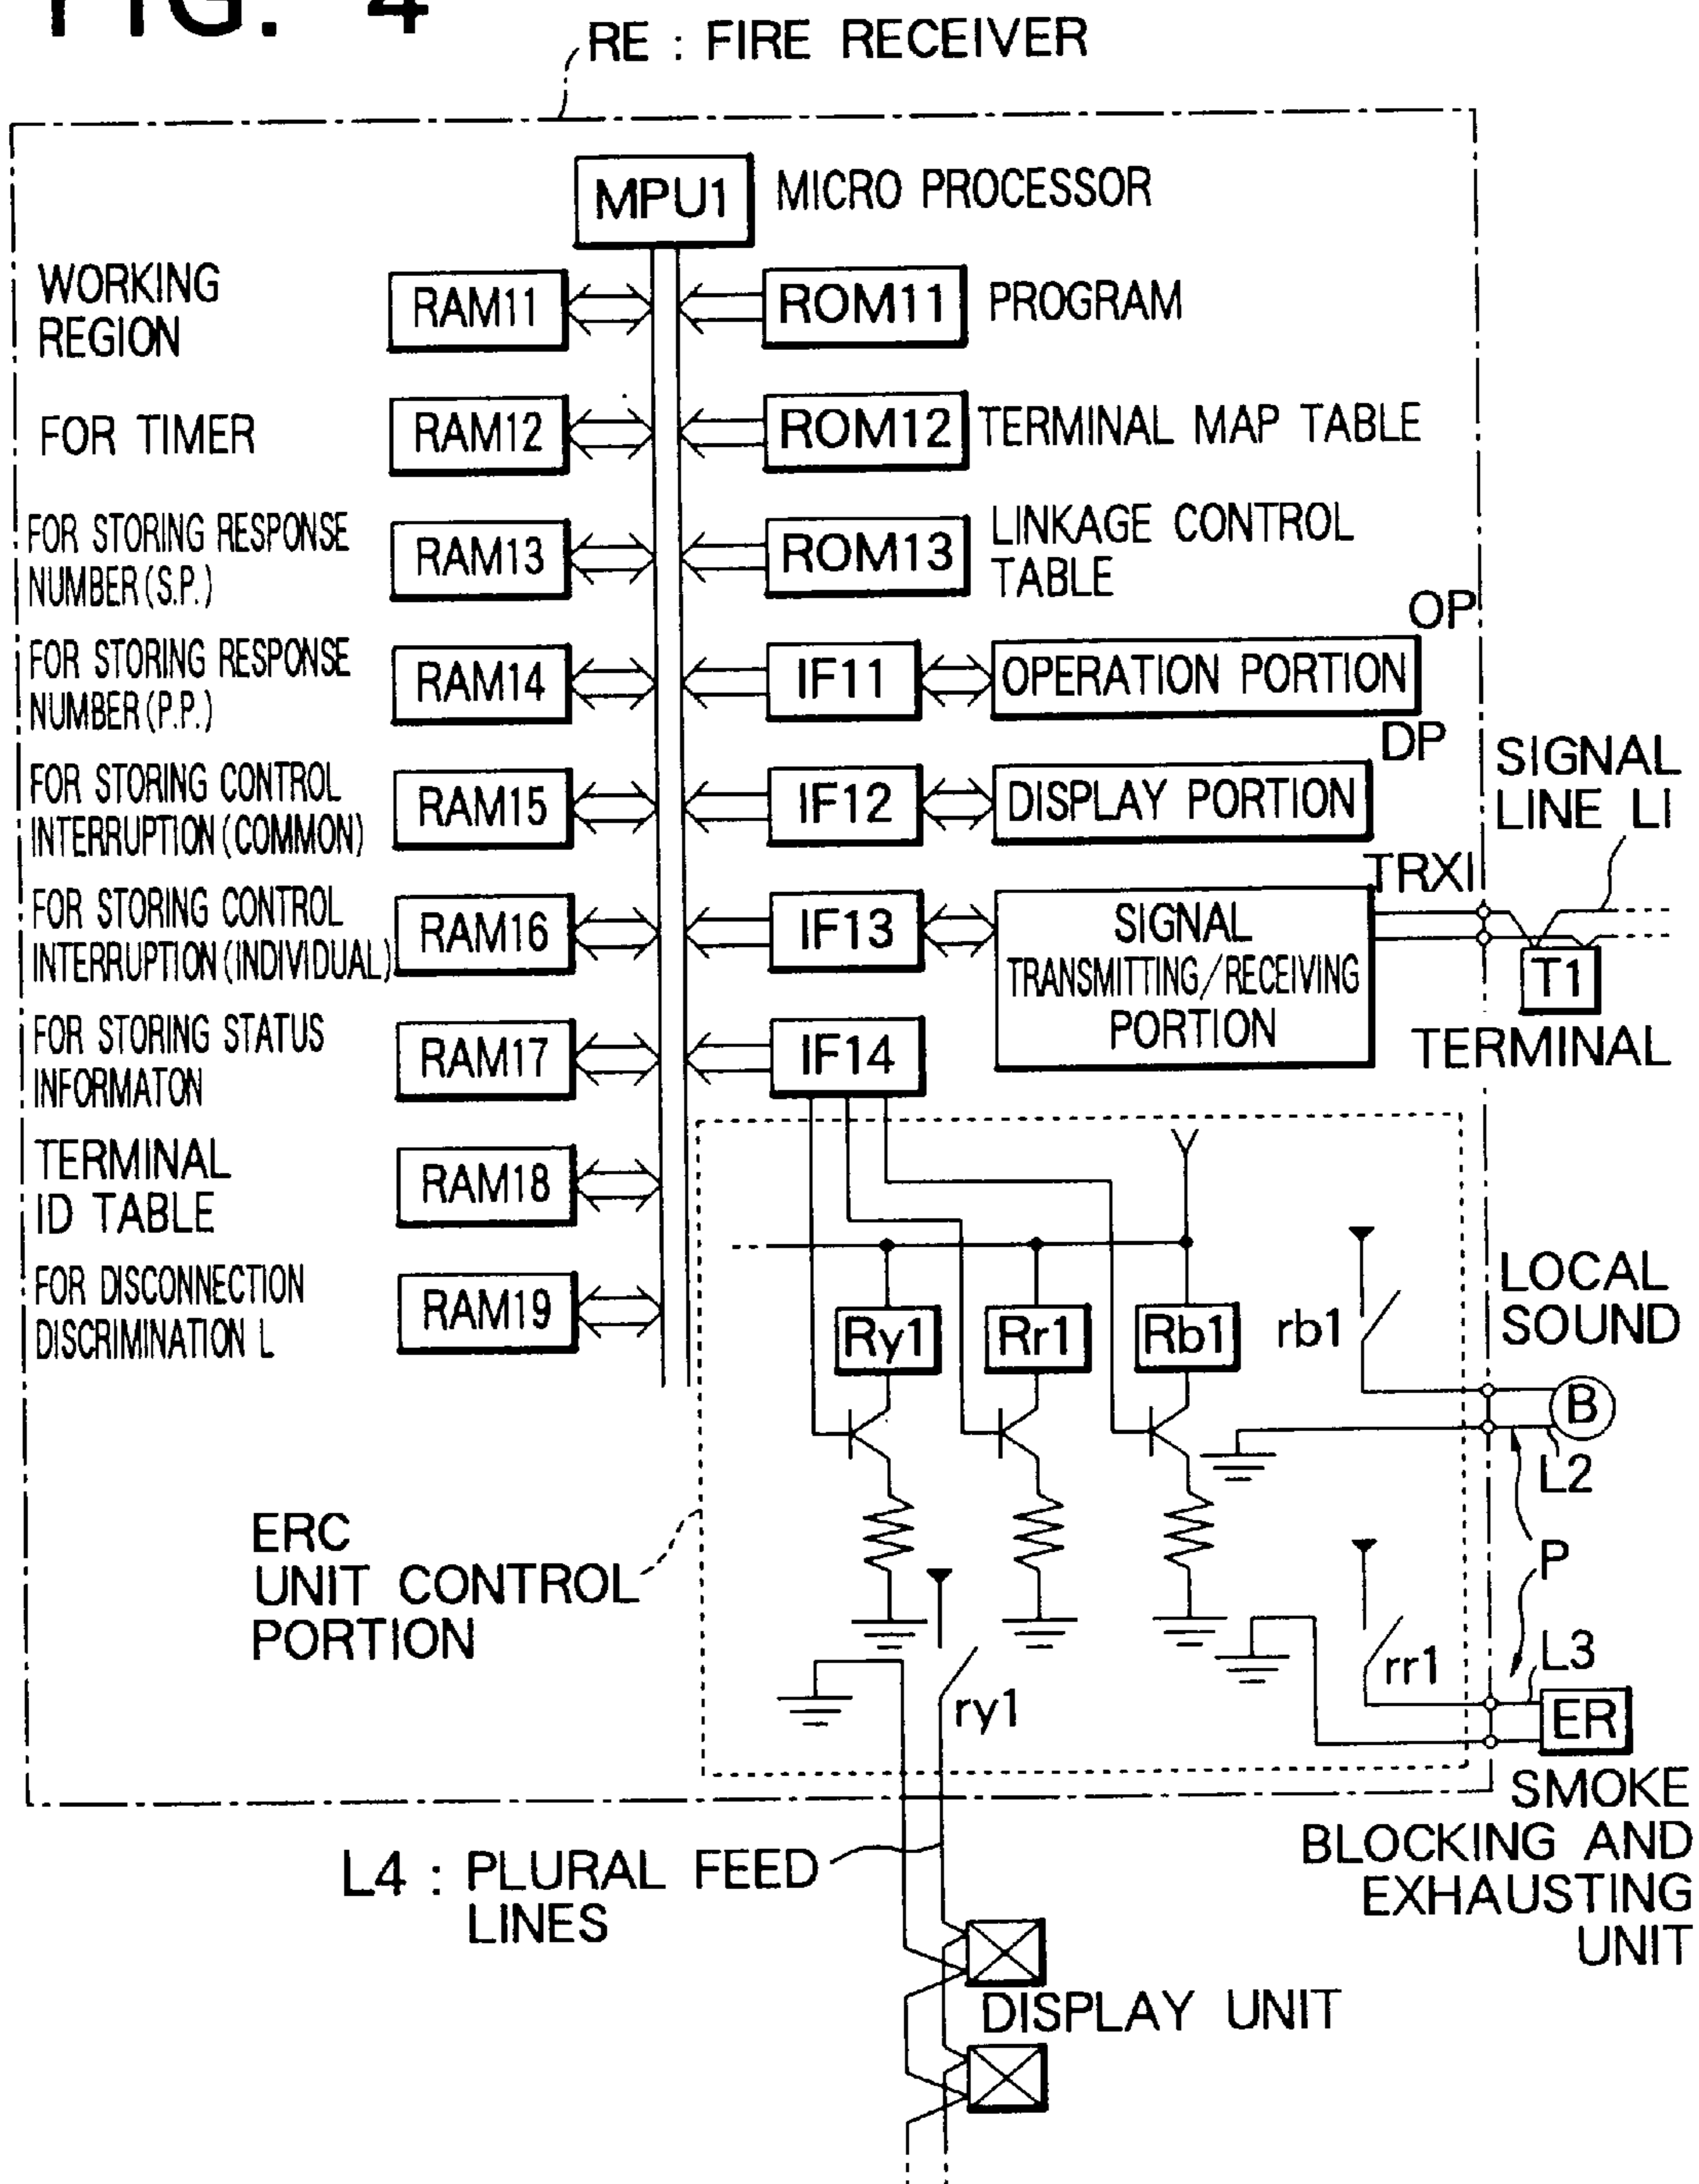 FIG. 4
RE : FIRE RECEIVER
MPU1 MICRO PROCESSOR
WORKING
REGION
RAM11 ROM11 PROGRAM
FOR TIMER RAM12 ROM12 TERMINAL MAP TABLE
FOR STORING RESPONSE
NUMBER(S.P.)
RAM13 ROM13
LINKAGE CONTROL
TABLE
OP
FOR STORING RESPONSE
NUMBER(P.P.)
RAM14 IF11 OPERATION PORTION
DP
FOR STORING CONTROL
INTERRUPTION(COMMON)
RAM15 IF12 DISPLAY PORTION
SIGNAL
LINE LI
TRXI
FOR STORING CONTROL
INTERRUPTION(INDIVIDUAL)
RAM16 IF13
SIGNAL
TRANSMITTING/RECEIVING
PORTION
T1
TERMINAL
FOR STORING STATUS
INFORMATON
RAM17 IF14
TERMINAL
ID TABLE
RAM18
FOR DISCONNECTION
DISCRIMINATION L
RAM19
Ry1 Rr1 Rb1 rb1
LOCAL
SOUND
B
L2
P
ERC
UNIT CONTROL
PORTION
ry1
rr1
L3
ER
SMOKE
BLOCKING AND
EXHAUSTING
UNIT
L4 : PLURAL FEED
LINES
DISPLAY UNIT